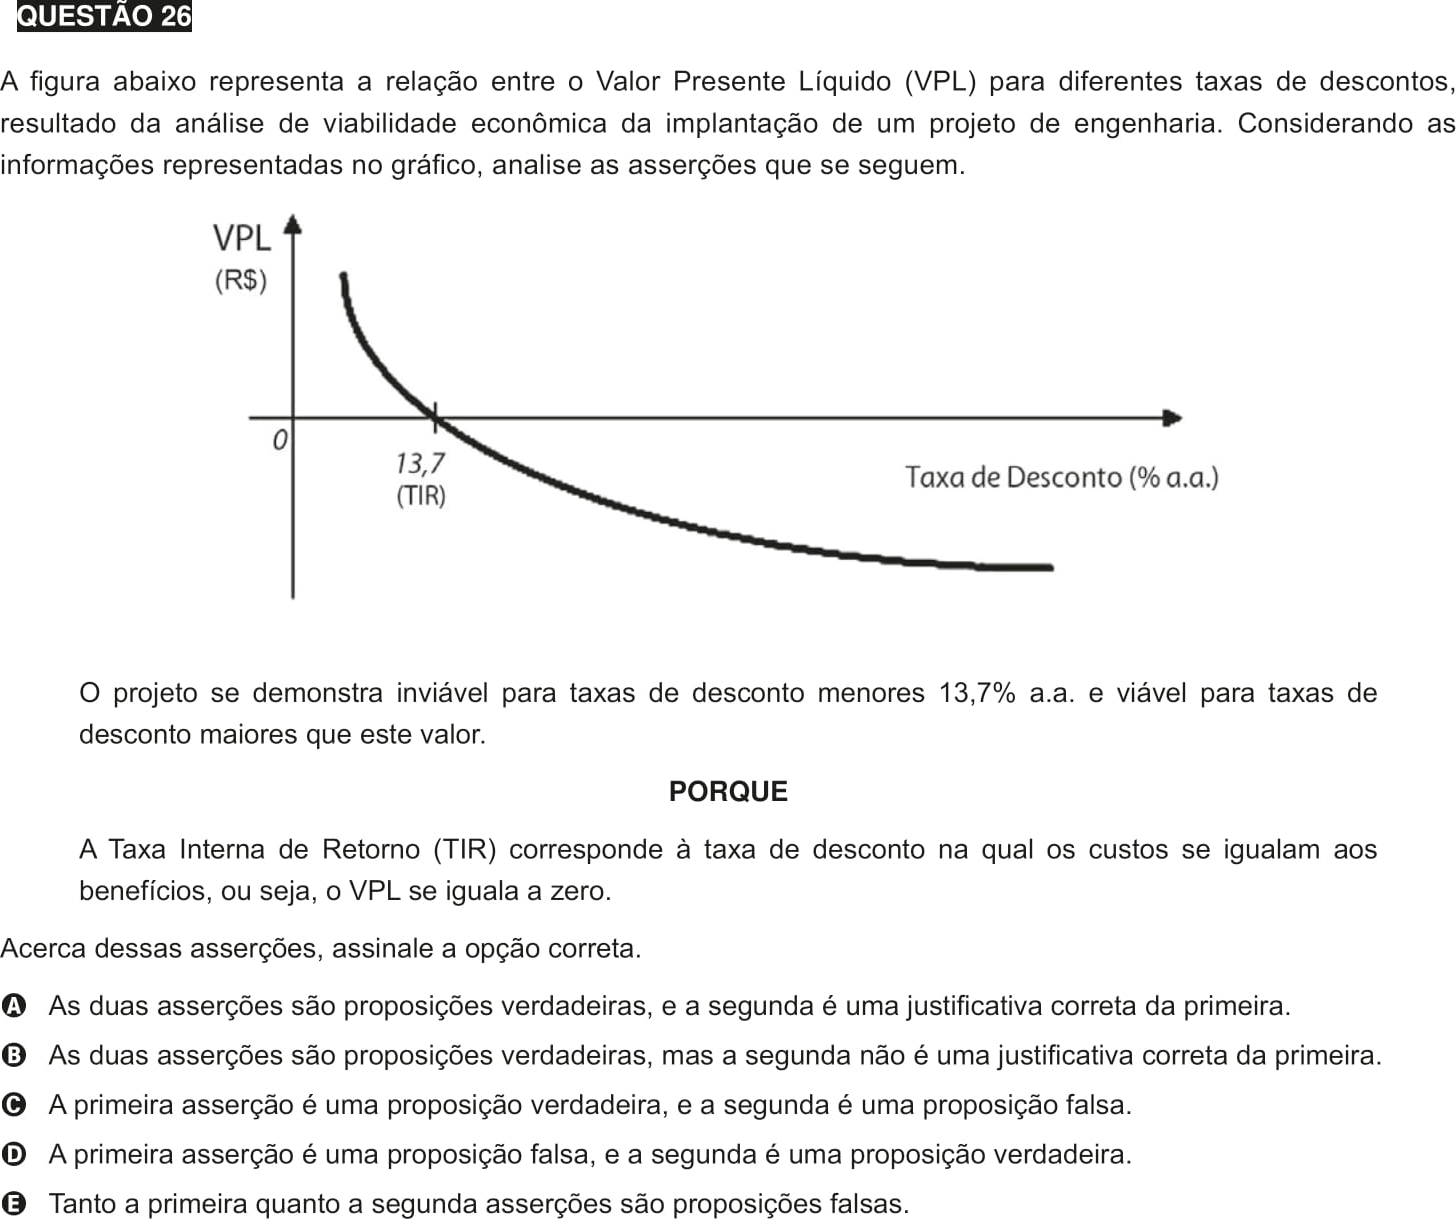 QUESTÃO 26
A figura abaixo representa a relação entre o Valor Presente Líquido (VPL) para diferentes taxas de descontos,
resultado da análise de viabilidade econômica da implantação de um projeto de engenharia. Considerando as
informações representadas no gráfico, analise as asserções que se seguem.
VPL
(R$)
0
13,7
(TIR)
Taxa de Desconto (% a.a.)
O projeto se demonstra inviável para taxas de desconto menores 13,7% a.a. e viável para taxas de
desconto maiores que este valor.
PORQUE
A Taxa Interna de Retorno (TIR) corresponde à taxa de desconto na qual os custos se igualam aos
benefícios, ou seja, o VPL se iguala a zero.
Acerca dessas asserções, assinale a opção correta.
A As duas asserções são proposições verdadeiras, e a segunda é uma justificativa correta da primeira.
B As duas asserções são proposições verdadeiras, mas a segunda não é uma justificativa correta da primeira.
C A primeira asserção é uma proposição verdadeira, e a segunda é uma proposição falsa.
D A primeira asserção é uma proposição falsa, e a segunda é uma proposição verdadeira.
E Tanto a primeira quanto a segunda asserções são proposições falsas.